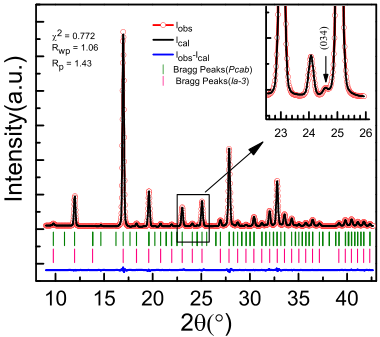 χ² = 0.772
R_wp = 1.06
R_p = 1.43
I_obs
I_cal
I_obs-I_cal
Bragg Peaks(Pcab)
Bragg Peaks(Ia-3)
(034)
23 24 25 26
Intensity(a.u.)
10 15 20 25 30 35 40
2θ(°)